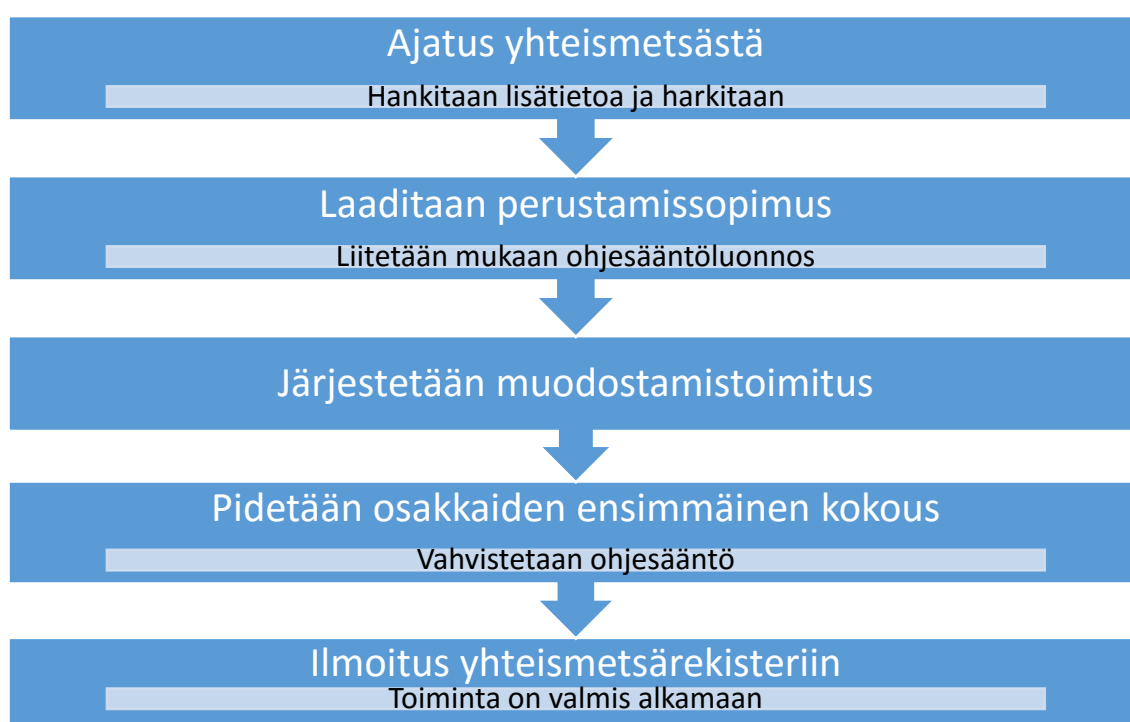 Ajatus yhteismetsästä
Hankitaan lisätietoa ja harkitaan
Laaditaan perustamissopimus
Liitetään mukaan ohjesääntöluonnos
Järjestetään muodostamistoimitus
Pidetään osakkaiden ensimmäinen kokous
Vahvistetaan ohjesääntö
Ilmoitus yhteismetsärekisteriin
Toiminta on valmis alkamaan